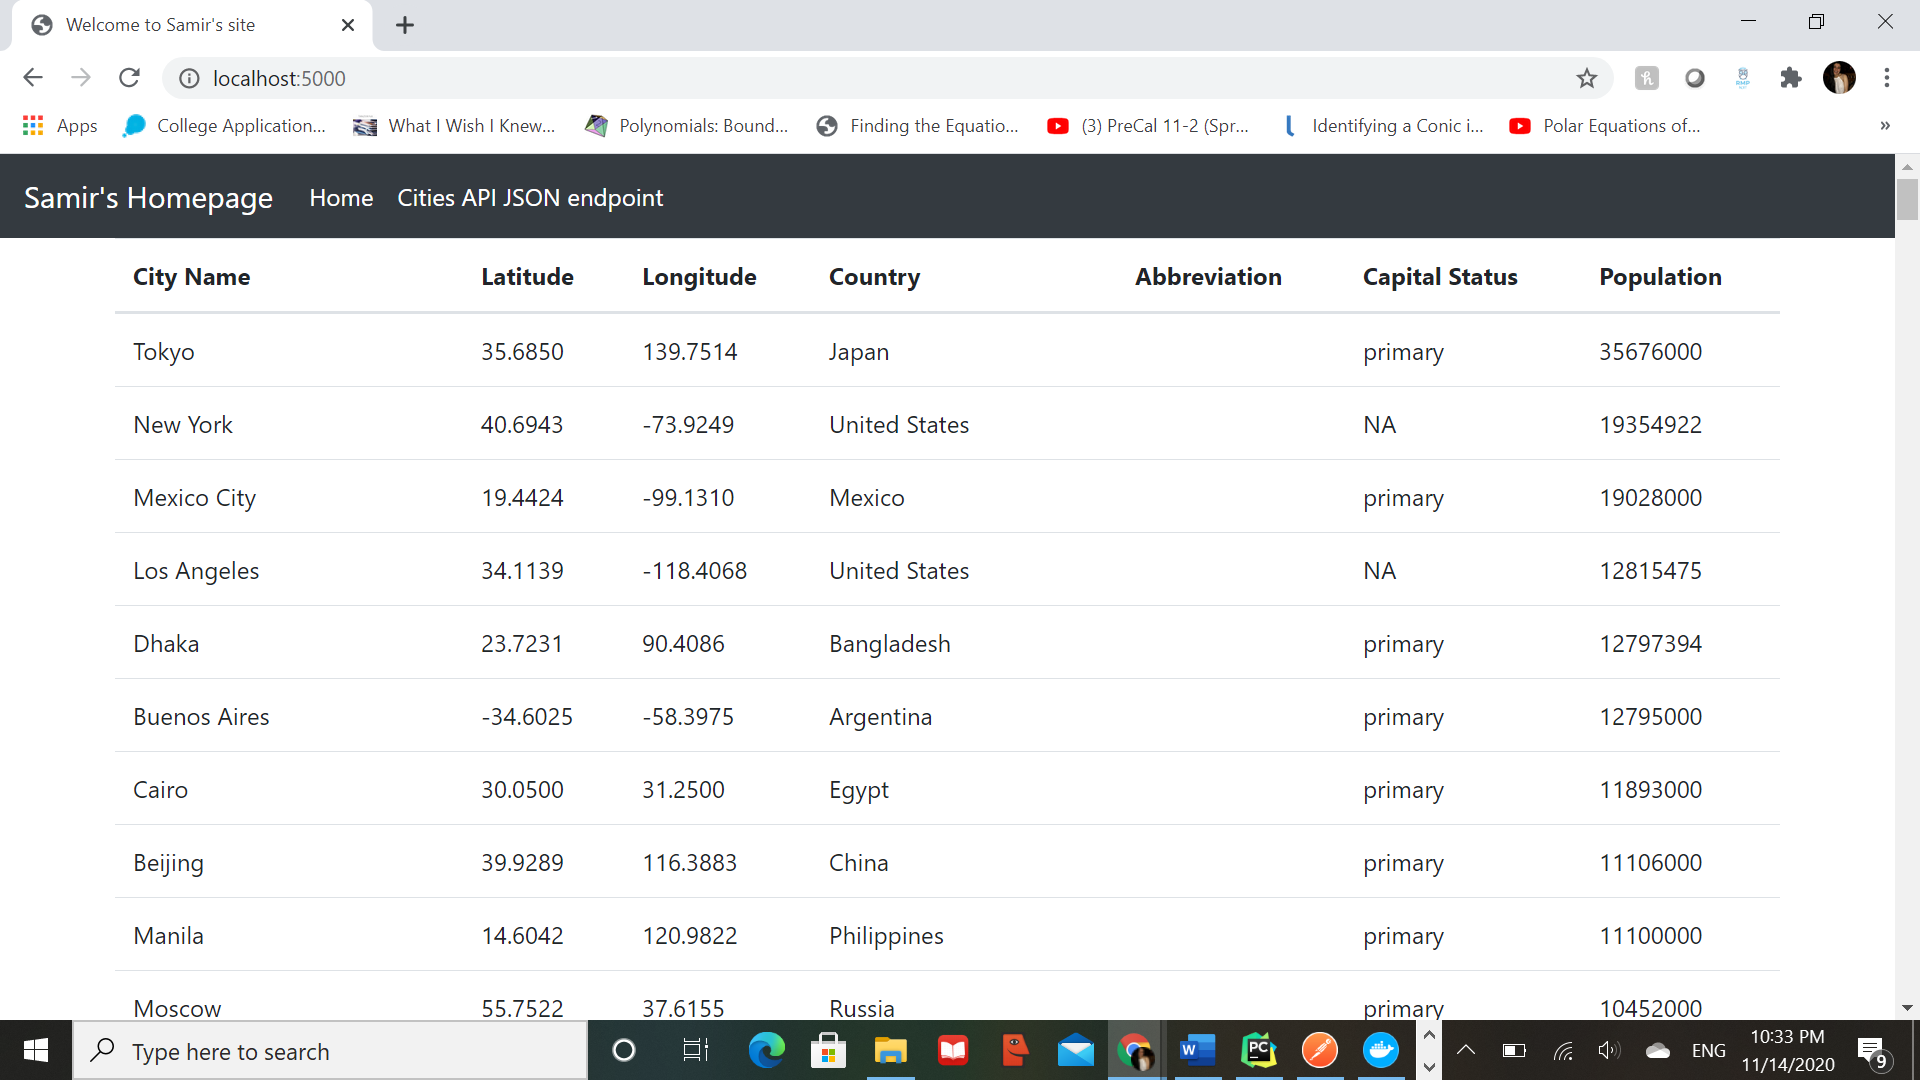 Welcome to Samir's site
localhost:5000
Apps College Application... What I Wish I Knew... Polynomials: Bound... Finding the Equatio... (3) PreCal 11-2 (Spr... Identifying a Conic i... Polar Equations of... »
Samir's Homepage Home Cities API JSON endpoint
City Name Latitude Longitude Country Abbreviation Capital Status Population
Tokyo 35.6850 139.7514 Japan primary 35676000
New York 40.6943 -73.9249 United States NA 19354922
Mexico City 19.4424 -99.1310 Mexico primary 19028000
Los Angeles 34.1139 -118.4068 United States NA 12815475
Dhaka 23.7231 90.4086 Bangladesh primary 12797394
Buenos Aires -34.6025 -58.3975 Argentina primary 12795000
Cairo 30.0500 31.2500 Egypt primary 11893000
Beijing 39.9289 116.3883 China primary 11106000
Manila 14.6042 120.9822 Philippines primary 11100000
Moscow 55.7522 37.6155 Russia primary 10452000
Type here to search
W PC ENG 10:33 PM
11/14/2020
9